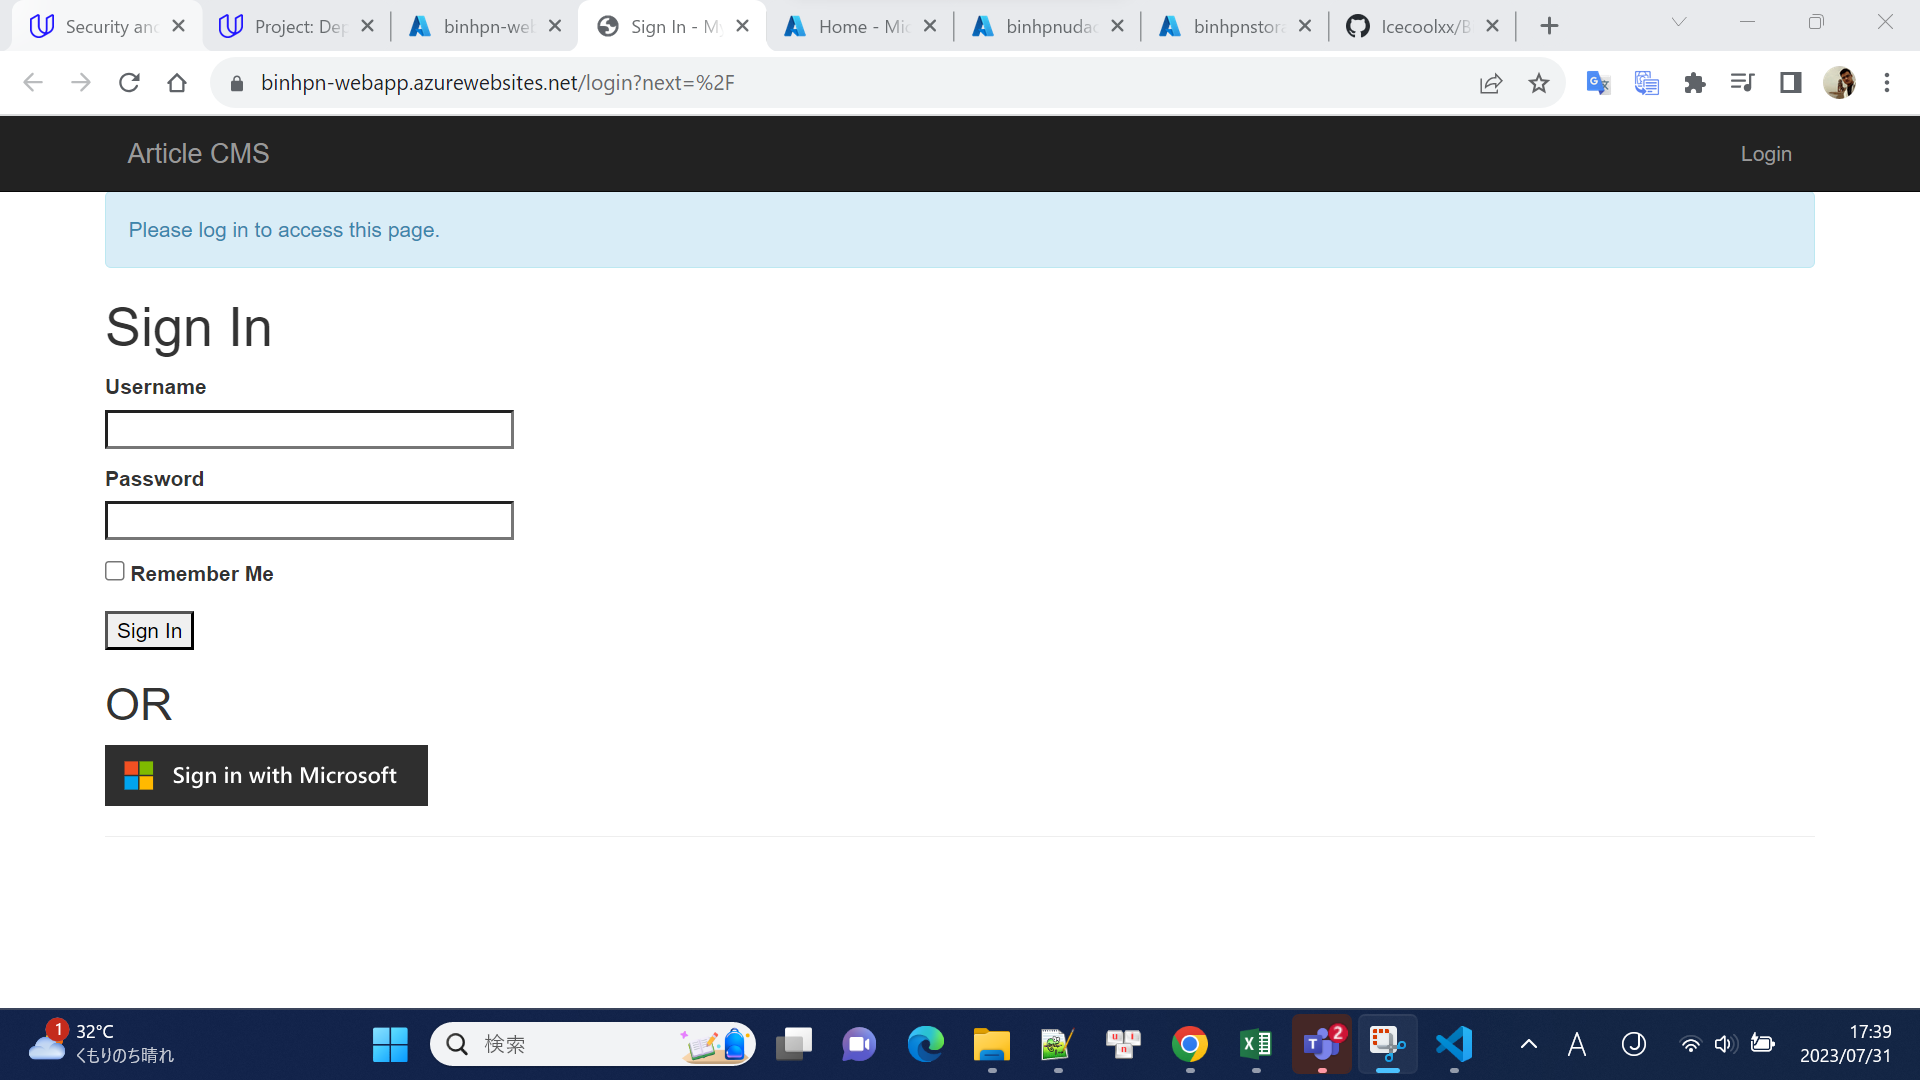 Security and
Project: Dep
binhpn-web
Sign In - My
Home - Mic
binhpnudac
binhpnstora
Icecoolxx/B
binhpn-webapp.azurewebsites.net/login?next=%2F
Article CMS
Login
Please log in to access this page.
Sign In
Username
Password
Remember Me
Sign In
OR
Sign in with Microsoft
1
32°C
くもりのち晴れ
検索
2
A
J
17:39
2023/07/31